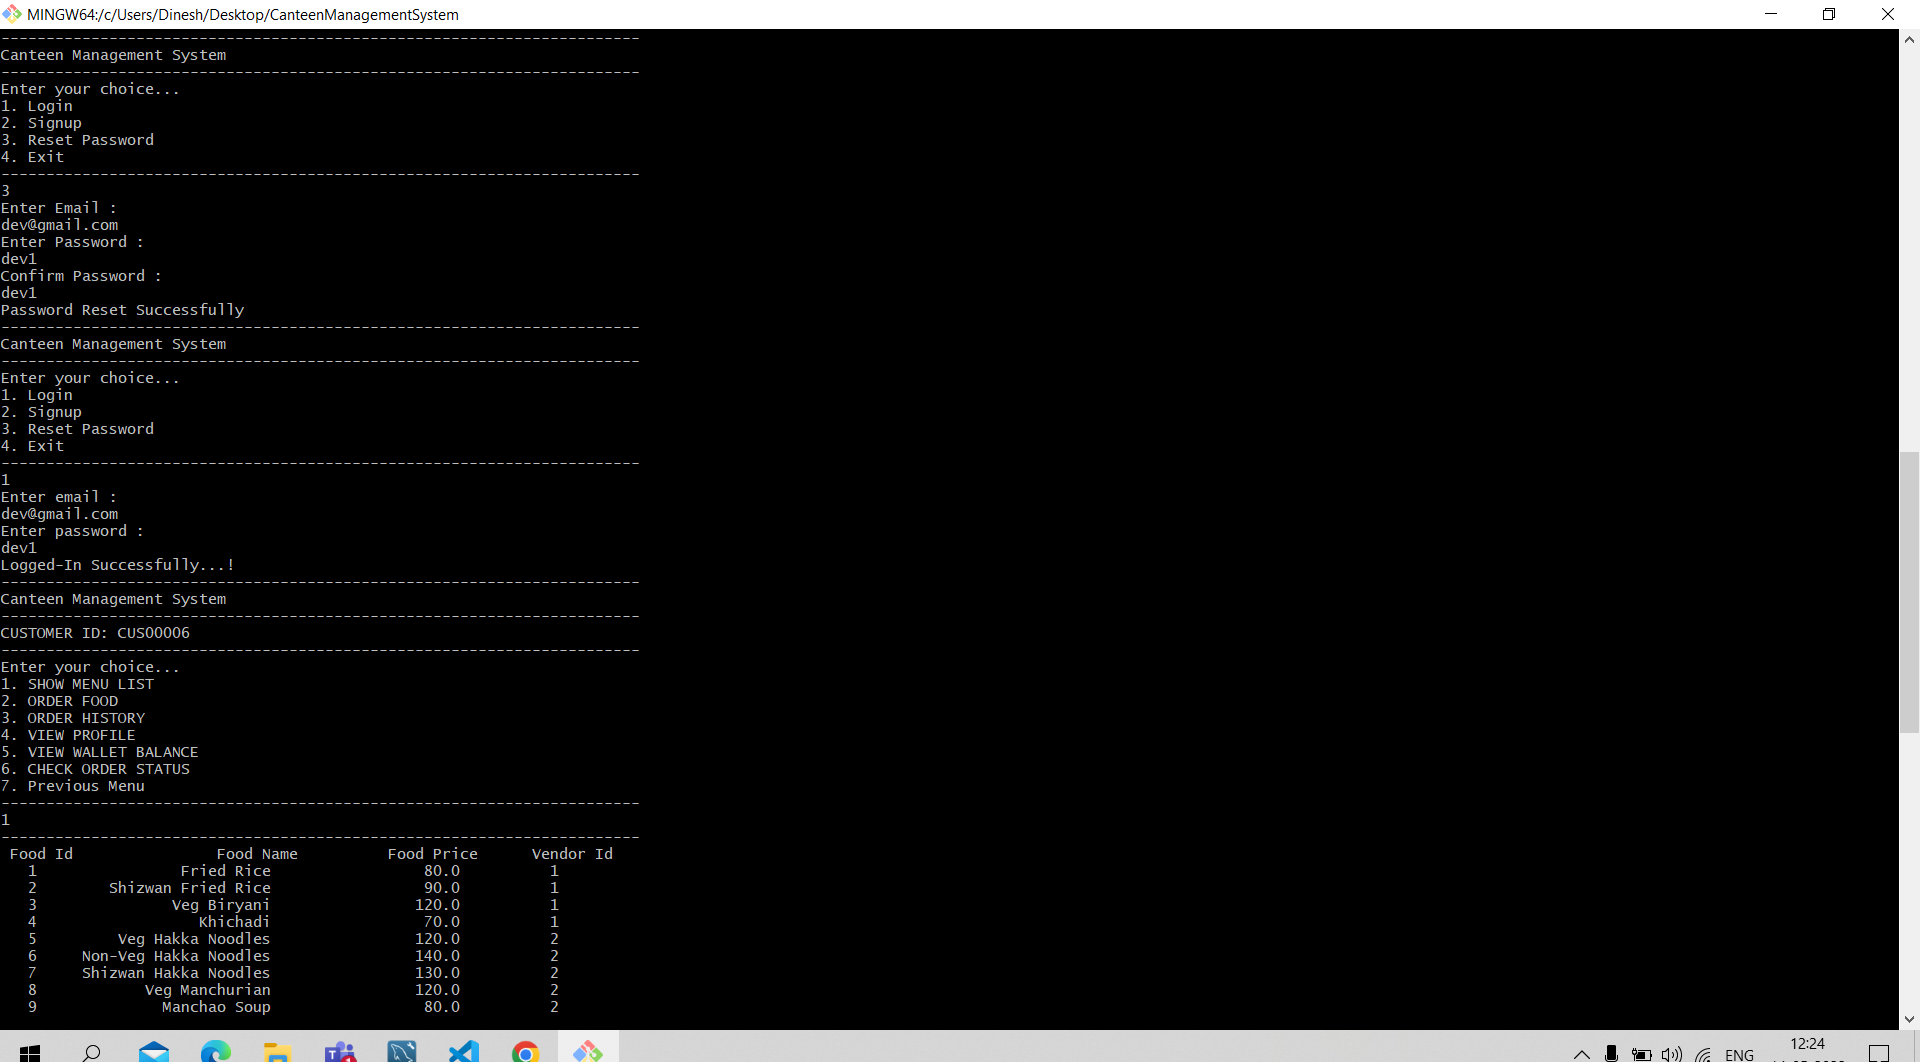 MINGW64:/c/Users/Dinesh/Desktop/CanteenManagementSystem
-----------------------------------------------------------------------
Canteen Management System
-----------------------------------------------------------------------
Enter your choice...
1. Login
2. Signup
3. Reset Password
4. Exit
-----------------------------------------------------------------------
3
Enter Email :
dev@gmail.com
Enter Password :
dev1
Confirm Password :
dev1
Password Reset Successfully
-----------------------------------------------------------------------
Canteen Management System
-----------------------------------------------------------------------
Enter your choice...
1. Login
2. Signup
3. Reset Password
4. Exit
-----------------------------------------------------------------------
1
Enter email :
dev@gmail.com
Enter password :
dev1
Logged-In Successfully...!
-----------------------------------------------------------------------
Canteen Management System
-----------------------------------------------------------------------
CUSTOMER ID: CUS00006
-----------------------------------------------------------------------
Enter your choice...
1. SHOW MENU LIST
2. ORDER FOOD
3. ORDER HISTORY
4. VIEW PROFILE
5. VIEW WALLET BALANCE
6. CHECK ORDER STATUS
7. Previous Menu
-----------------------------------------------------------------------
1
-----------------------------------------------------------------------
Food Id Food Name Food Price Vendor Id
1 Fried Rice 80.0 1
2 Shizwan Fried Rice 90.0 1
3 Veg Biryani 120.0 1
4 Khichadi 70.0 1
5 Veg Hakka Noodles 120.0 2
6 Non-Veg Hakka Noodles 140.0 2
7 Shizwan Hakka Noodles 130.0 2
8 Veg Manchurian 120.0 2
9 Manchao Soup 80.0 2
ENG 12:24